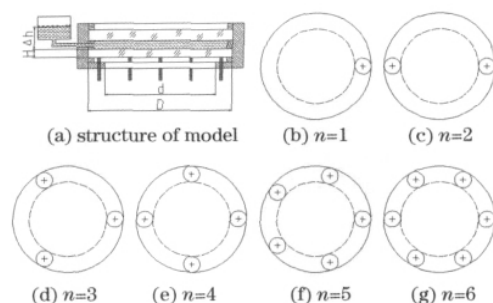 H Δh
d
D
(a) structure of model
(b) n=1
(c) n=2
(d) n=3
(e) n=4
(f) n=5
(g) n=6